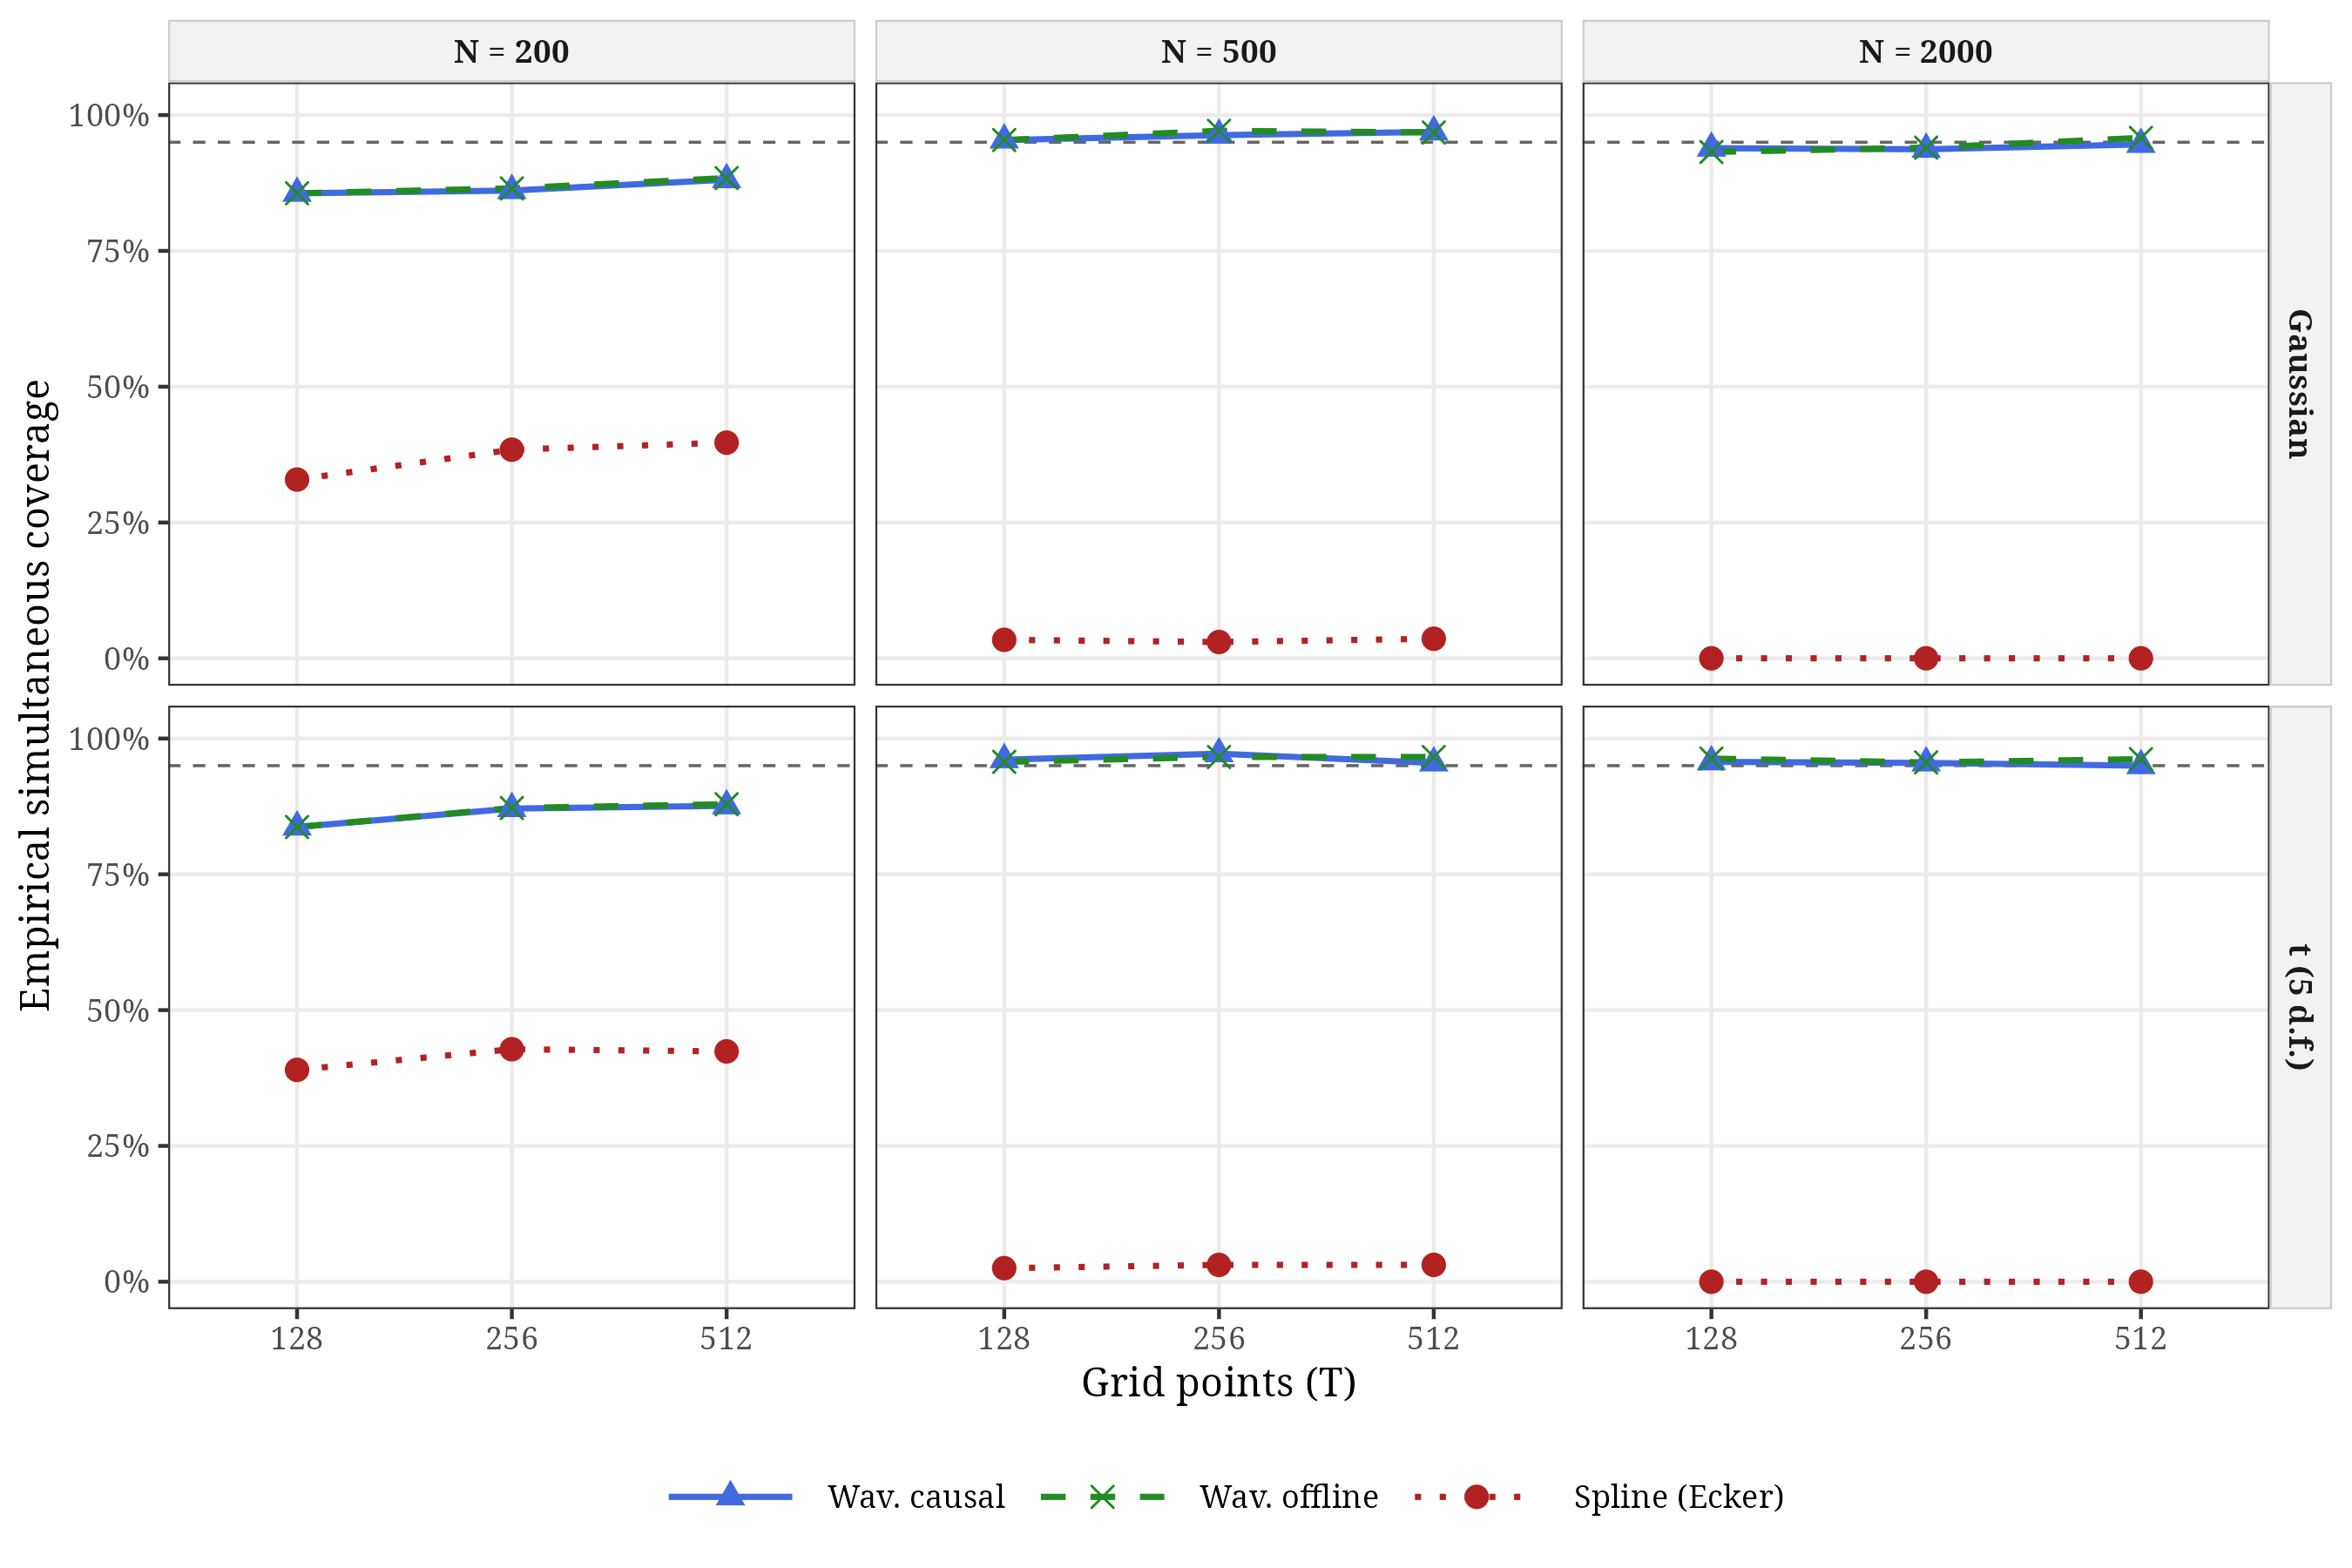 N = 200
N = 500
N = 2000
Empirical simultaneous coverage
100%
75%
50%
25%
0%
Gaussian
100%
75%
50%
25%
0%
t (5 d.f.)
128
256
512
128
256
512
128
256
512
Grid points (T)
Wav. causal
Wav. offline
Spline (Ecker)